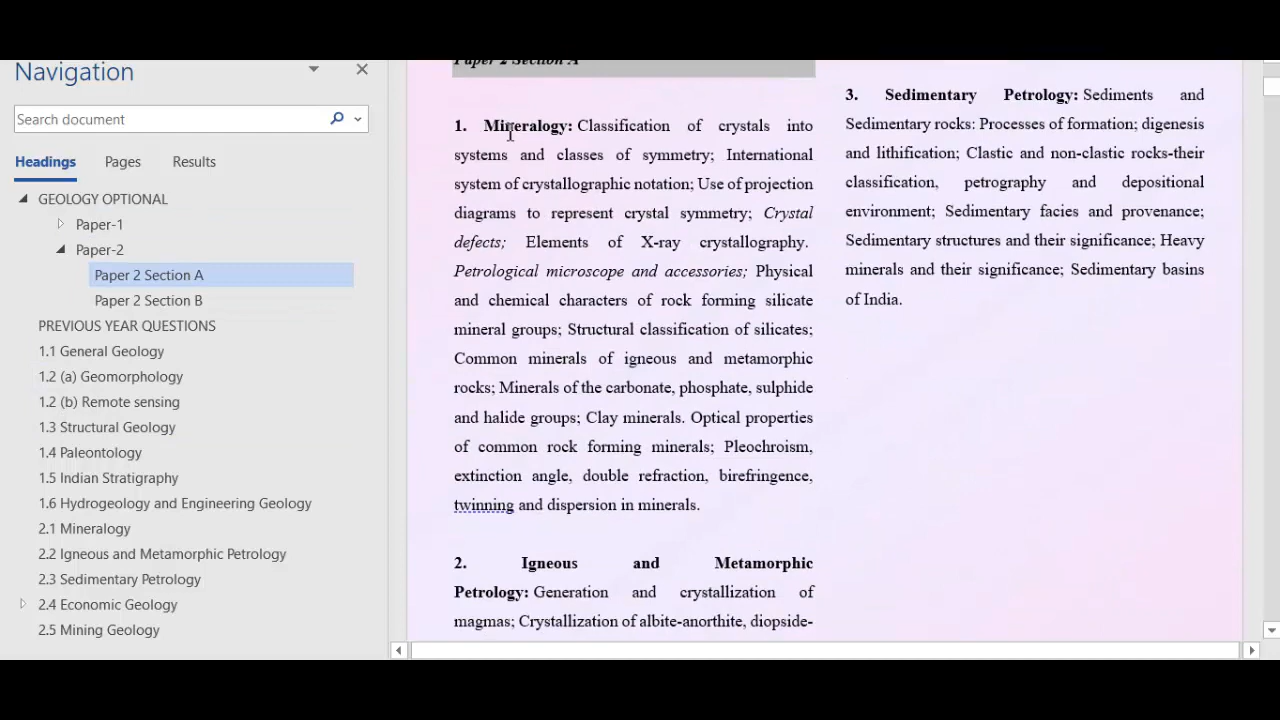 Navigation
Search document
Headings
Pages
Results
GEOLOGY OPTIONAL
Paper-1
Paper-2
Paper 2 Section A
Paper 2 Section B
PREVIOUS YEAR QUESTIONS
1.1 General Geology
1.2 (a) Geomorphology
1.2 (b) Remote sensing
1.3 Structural Geology
1.4 Paleontology
1.5 Indian Stratigraphy
1.6 Hydrogeology and Engineering Geology
2.1 Mineralogy
2.2 Igneous and Metamorphic Petrology
2.3 Sedimentary Petrology
2.4 Economic Geology
2.5 Mining Geology
Paper 2 Section A
1. Mineralogy: Classification of crystals into
systems and classes of symmetry; International
system of crystallographic notation; Use of projection
diagrams to represent crystal symmetry; Crystal
defects; Elements of X-ray crystallography.
Petrological microscope and accessories; Physical
and chemical characters of rock forming silicate
mineral groups; Structural classification of silicates;
Common minerals of igneous and metamorphic
rocks; Minerals of the carbonate, phosphate, sulphide
and halide groups; Clay minerals. Optical properties
of common rock forming minerals; Pleochroism,
extinction angle, double refraction, birefringence,
twinning and dispersion in minerals.
2. Igneous and Metamorphic
Petrology: Generation and crystallization of
magmas; Crystallization of albite-anorthite, diopside-
3. Sedimentary Petrology: Sediments and
Sedimentary rocks: Processes of formation; digenesis
and lithification; Clastic and non-clastic rocks-their
classification, petrography and depositional
environment; Sedimentary facies and provenance;
Sedimentary structures and their significance; Heavy
minerals and their significance; Sedimentary basins
of India.